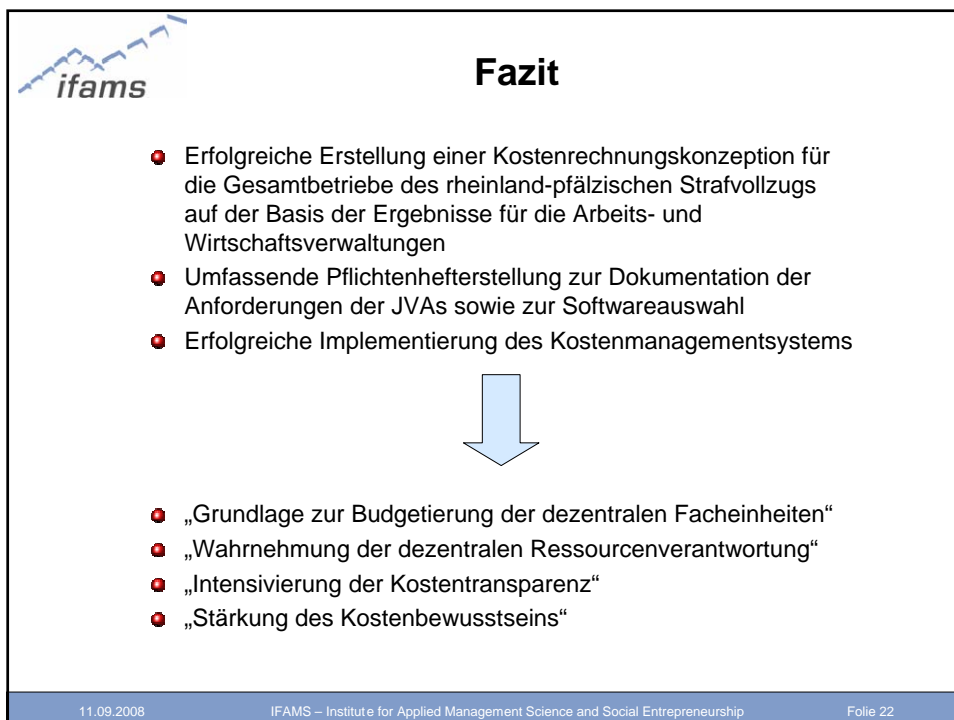 ifams
Fazit
Erfolgreiche Erstellung einer Kostenrechnungskonzeption für
die Gesamtbetriebe des rheinland-pfälzischen Strafvollzugs
auf der Basis der Ergebnisse für die Arbeits- und
Wirtschaftsverwaltungen
Umfassende Pflichtenhefterstellung zur Dokumentation der
Anforderungen der JVAs sowie zur Softwareauswahl
Erfolgreiche Implementierung des Kostenmanagementsystems
„Grundlage zur Budgetierung der dezentralen Facheinheiten“
„Wahrnehmung der dezentralen Ressourcenverantwortung“
„Intensivierung der Kostentransparenz“
„Stärkung des Kostenbewusstseins“
11.09.2008 IFAMS – Institute for Applied Management Science and Social Entrepreneurship Folie 22